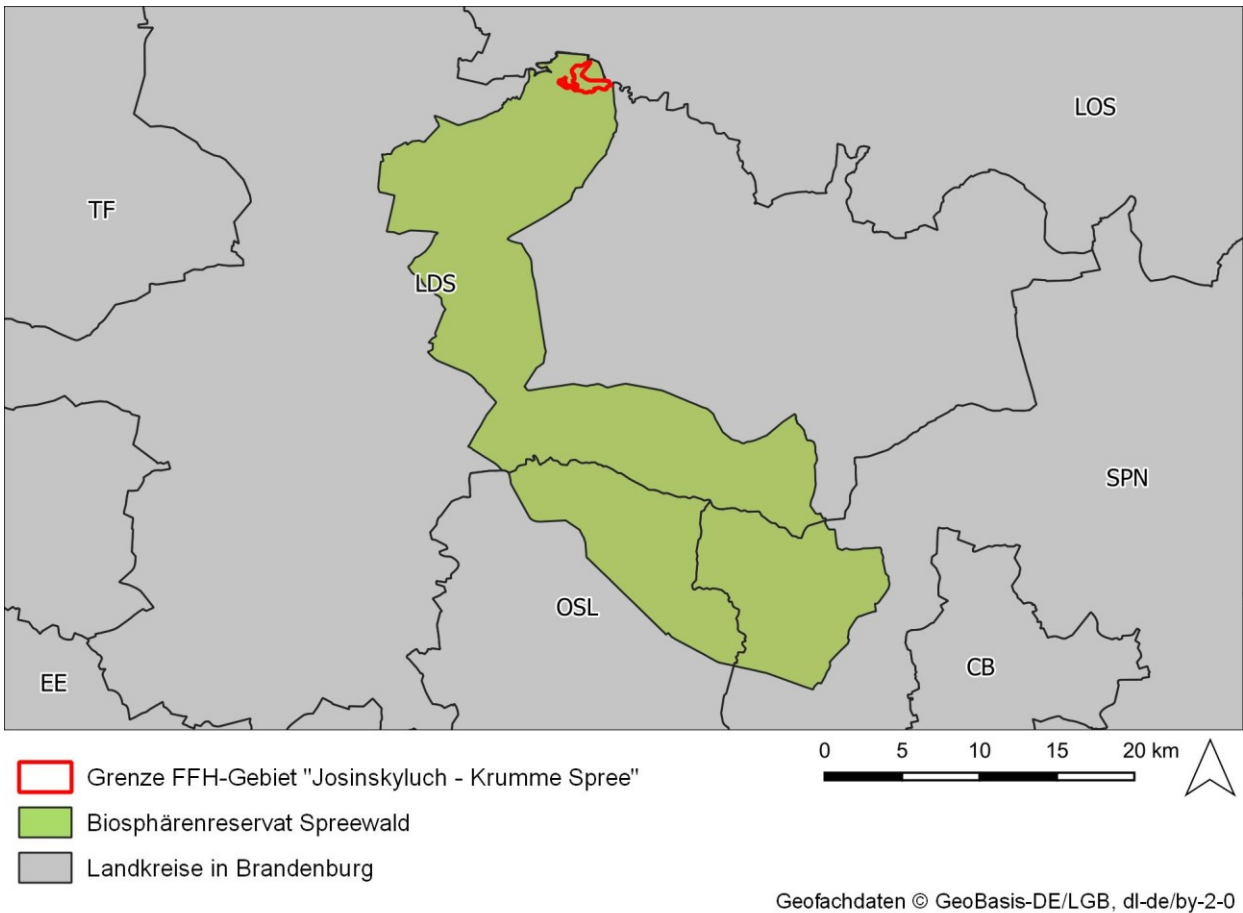 LOS
TF
LDS
SPN
OSL
CB
EE
0 5 10 15 20 km
Grenze FFH-Gebiet "Josinskyluch - Krumme Spree"
Biosphärenreservat Spreewald
Landkreise in Brandenburg
Geofachdaten © GeoBasis-DE/LGB, dl-de/by-2-0